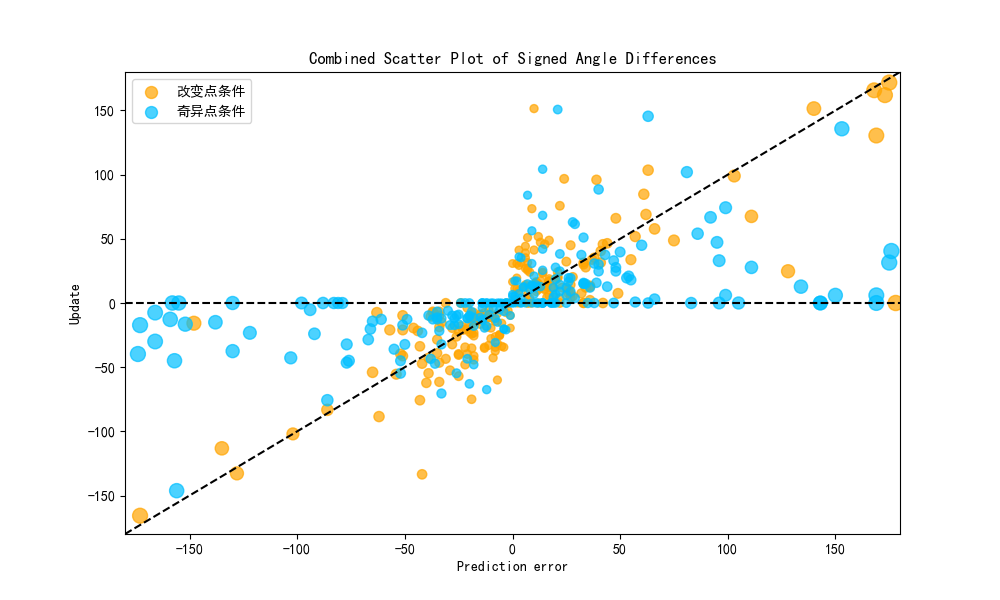 Combined Scatter Plot of Signed Angle Differences
改变点条件
奇异点条件
150
100
50
0
−50
−100
−150
Update
−150
−100
−50
0
50
100
150
Prediction error